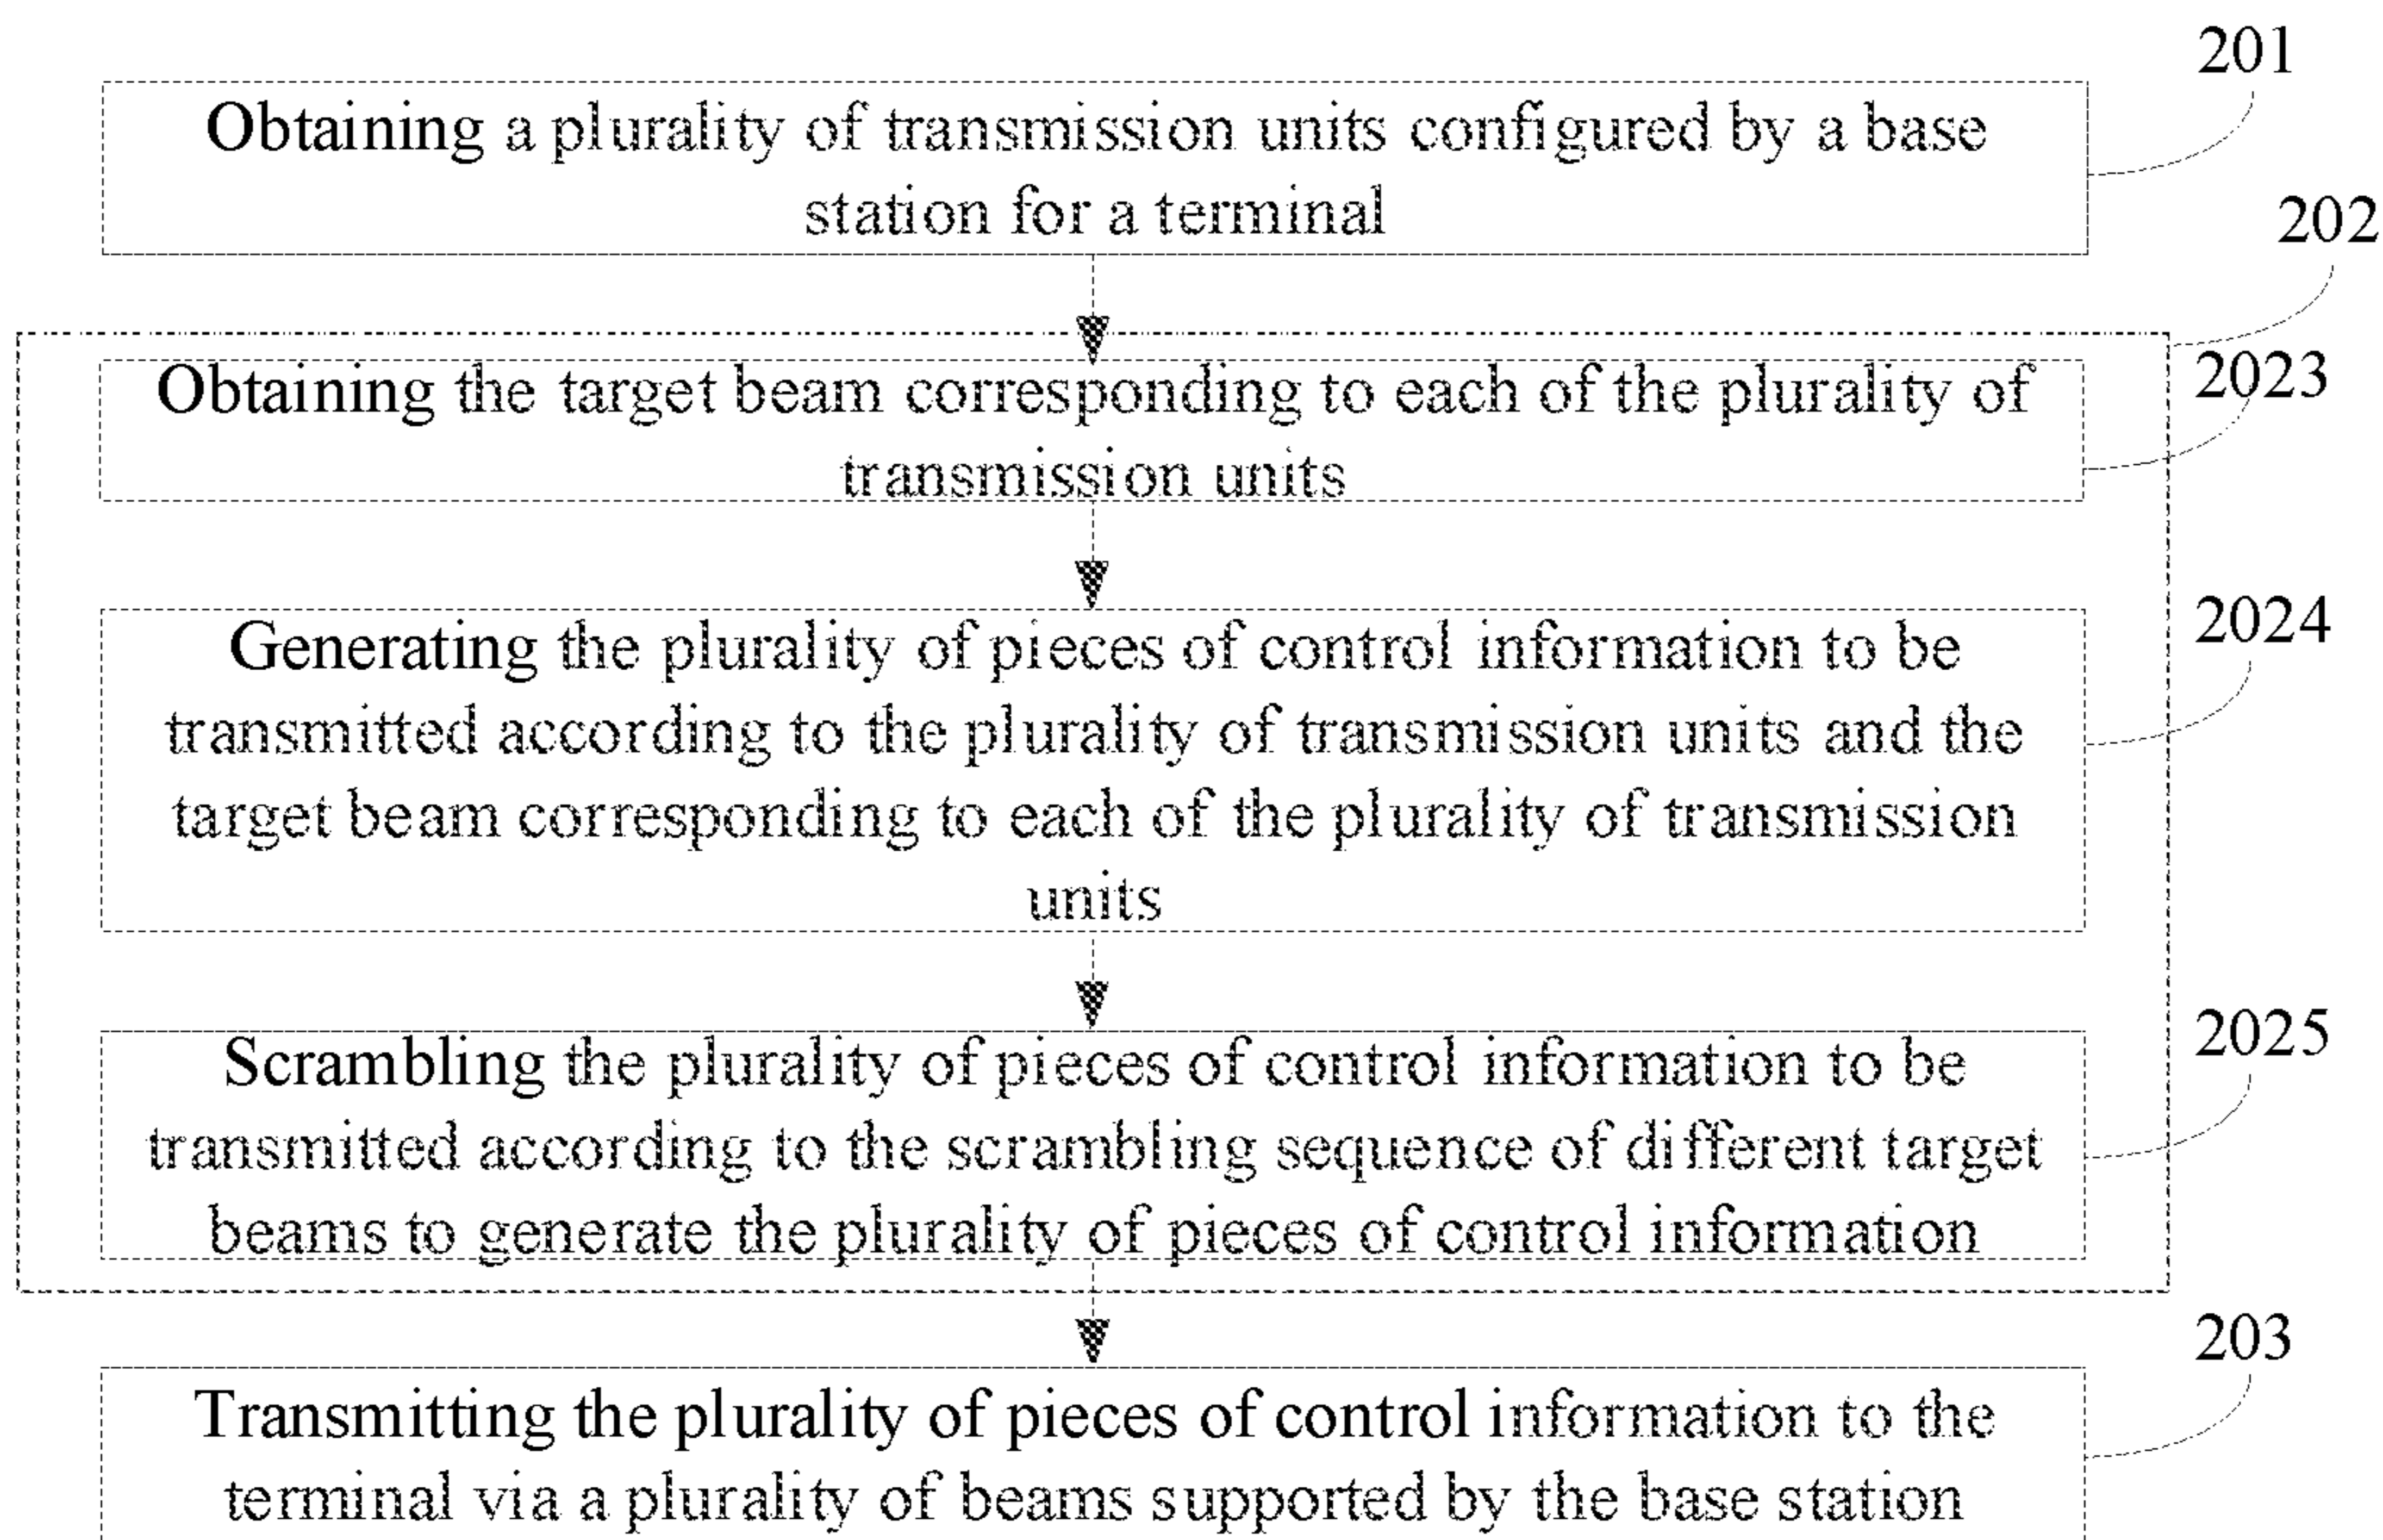 201
Obtaining a plurality of transmission units configured by a base
station for a terminal
202
Obtaining the target beam corresponding to each of the plurality of
transmission units
2023
Generating the plurality of pieces of control information to be
transmitted according to the plurality of transmission units and the
target beam corresponding to each of the plurality of transmission
units
2024
Scrambling the plurality of pieces of control information to be
transmitted according to the scrambling sequence of different target
beams to generate the plurality of pieces of control information
2025
Transmitting the plurality of pieces of control information to the
terminal via a plurality of beams supported by the base station
203